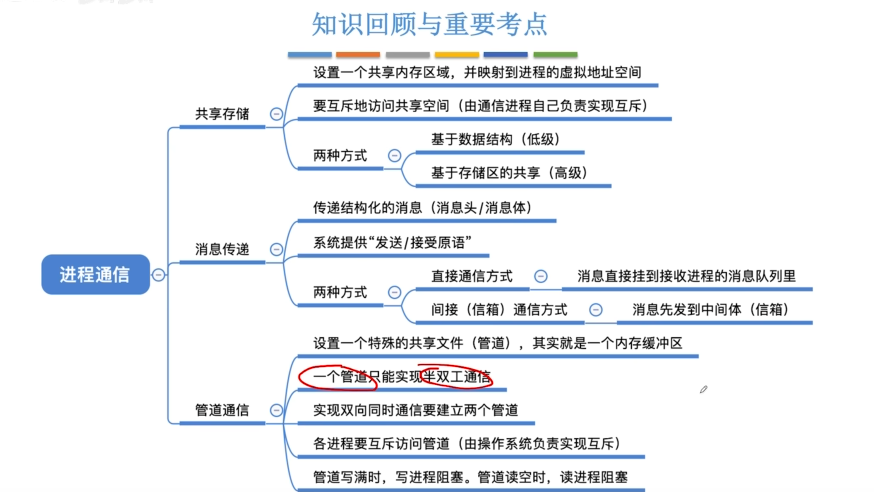 知识回顾与重要考点
进程通信
共享存储
设置一个共享内存区域，并映射到进程的虚拟地址空间
要互斥地访问共享空间（由通信进程自己负责实现互斥）
两种方式
基于数据结构（低级）
基于存储区的共享（高级）
消息传递
传递结构化的消息（消息头/消息体）
系统提供“发送/接受原语”
两种方式
直接通信方式
消息直接挂到接收进程的消息队列里
间接（信箱）通信方式
消息先发到中间体（信箱）
管道通信
设置一个特殊的共享文件（管道），其实就是一个内存缓冲区
一个管道只能实现半双工通信
实现双向同时通信要建立两个管道
各进程要互斥访问管道（由操作系统负责实现互斥）
管道写满时，写进程阻塞。管道读空时，读进程阻塞